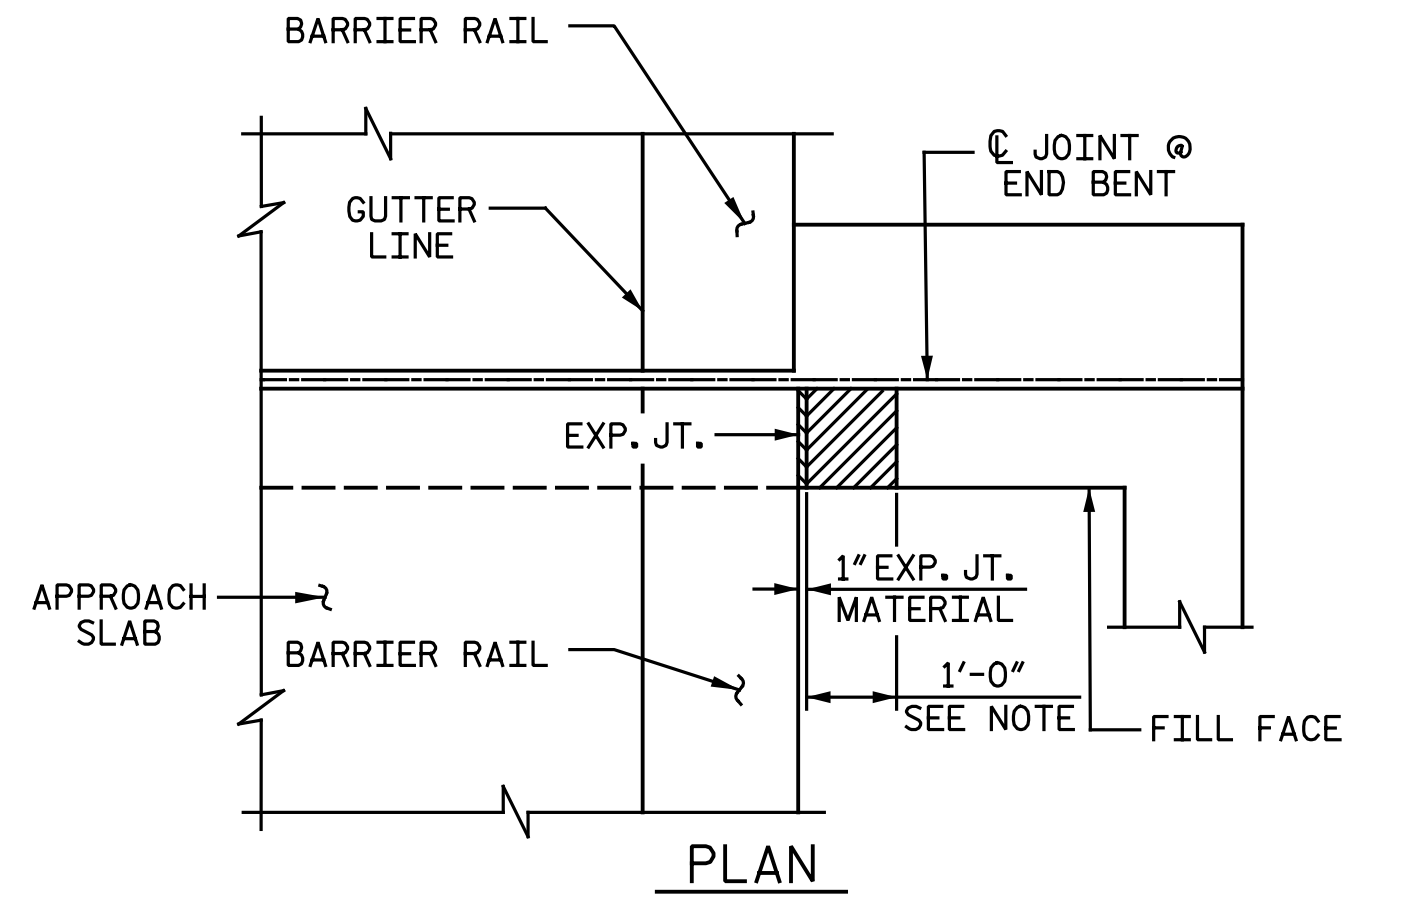 BARRIER RAIL
℄ JOINT @
END BENT
GUTTER
LINE
EXP. JT.
1" EXP. JT.
MATERIAL
APPROACH
SLAB
BARRIER RAIL
1'-0"
SEE NOTE
FILL FACE
PLAN